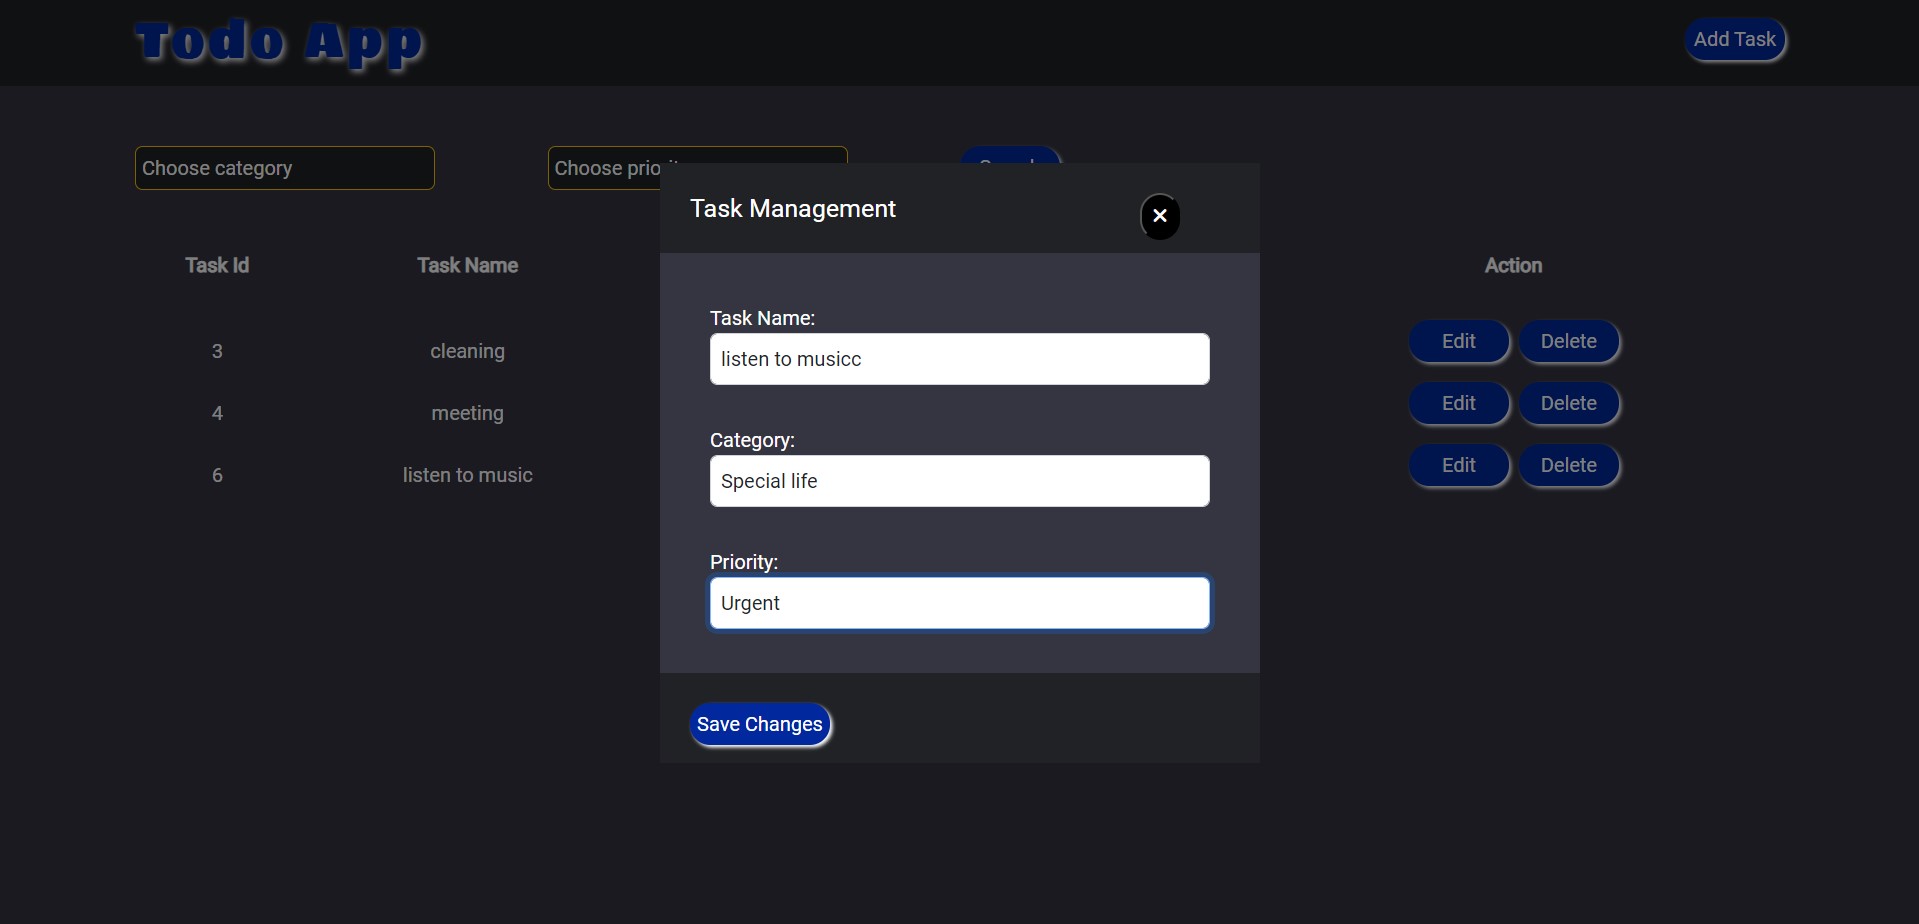 Todo App
Add Task
Choose category
Choose
Task Management
Task Id
Task Name
Action
Task Name:
listen to musicc
3
cleaning
Edit
Delete
4
meeting
Edit
Delete
Category:
Special life
6
listen to music
Edit
Delete
Priority:
Urgent
Save Changes